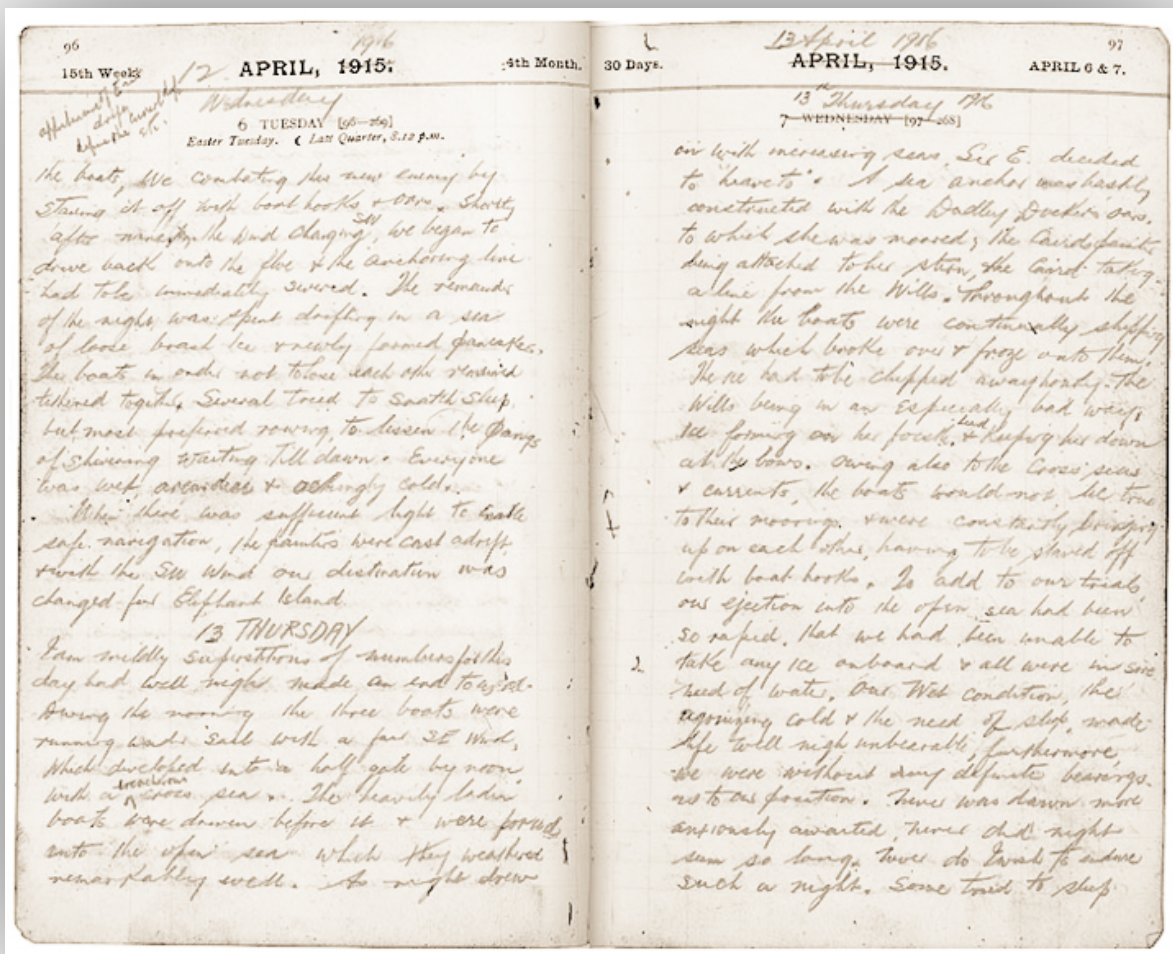 96
1916
15th Week
12 APRIL, 1915.
4th Month.
Wednesday
6 TUESDAY [96-269]
Easter Tuesday. ☾ Last Quarter, 8.12 p.m.
the boats, We combating this new enemy by
staving it off with boat hooks & oars. Shortly
after nine pm the wind changing SW, we began to
drive back onto the floe & the anchoring line
had to be immediately severed. The remainder
of the night, was spent drifting in a sea
of loose brash ice & newly formed pancakes.
The boats in order not to lose each other remained
tethered together, Several tried to snatch sleep,
but most preferred rowing, to lessen the pangs
of shivering waiting till dawn. Everyone
was wet & achingly cold.
When there was sufficient light to enable
safe navigation, the painters were cast adrift
& with the SW Wind our destination was
changed for Elephant Island
13 THURSDAY
I am mildly superstitious of numbers for this
day had well nigh made an end to us
During the morning the three boats were
running under sail with a fair SE Wind,
which developed into a half gale by noon,
with a cross sea. The heavily laden
boats were driven before it & were forced
into the open sea which they weathered
remarkably well. As night drew
13 April 1916
97
30 Days.
APRIL, 1915.
APRIL 6 & 7.
13th Thursday 1916
7 WEDNESDAY [97-268]
on with increasing seas, Sir E. decided
to "heave to". A sea anchor was hastily
constructed with the Dudley Dockers oars,
to which she was moored; the Cairds painter
being attached to her stern, the Caird taking
a line from the Wills. Throughout the
night the boats were continually shipping
seas which broke over & froze onto them.
The ice had to be chipped away hourly. The
Wills being in an especially bad way,
ice forming on her & keeping her down
at the bows. Owing also to the cross seas
& currents, the boats would not lie true
to their moorings & were constantly bringing
up on each other, having to be staved off
with boat hooks. To add to our trials,
our ejection into the open sea had been
so rapid, that we had been unable to
2
take any ice onboard & all were in sore
need of water. Our Wet condition, the
agonizing cold & the need of sleep, made
life well nigh unbearable, furthermore
we were without any definite bearings
as to our position. Never was dawn more
anxiously awaited, never did night
seem so long. Never do I wish to endure
such a night. Some tried to sleep